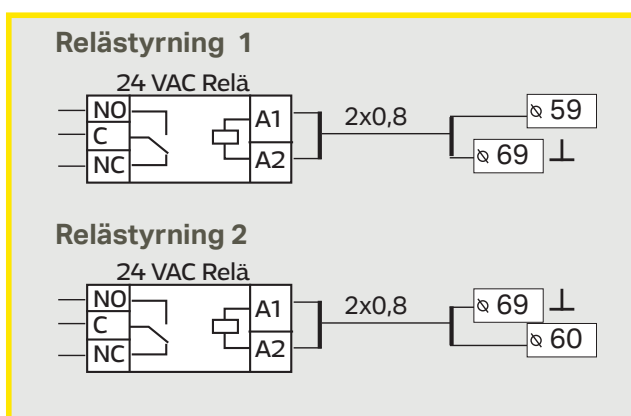 Relästyrning 1
24 VAC Relä
NO
C
NC
A1
A2
2x0,8
⦰ 59
⦰ 69
Relästyrning 2
24 VAC Relä
NO
C
NC
A1
A2
2x0,8
⦰ 69
⦰ 60